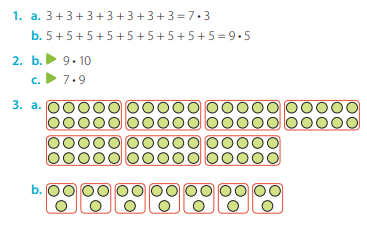 1. a. 3+3+3+3+3+3+3=7•3
b. 5+5+5+5+5+5+5+5+5=9•5
2. b. 9•10
c. 7•9
3. a.
b.